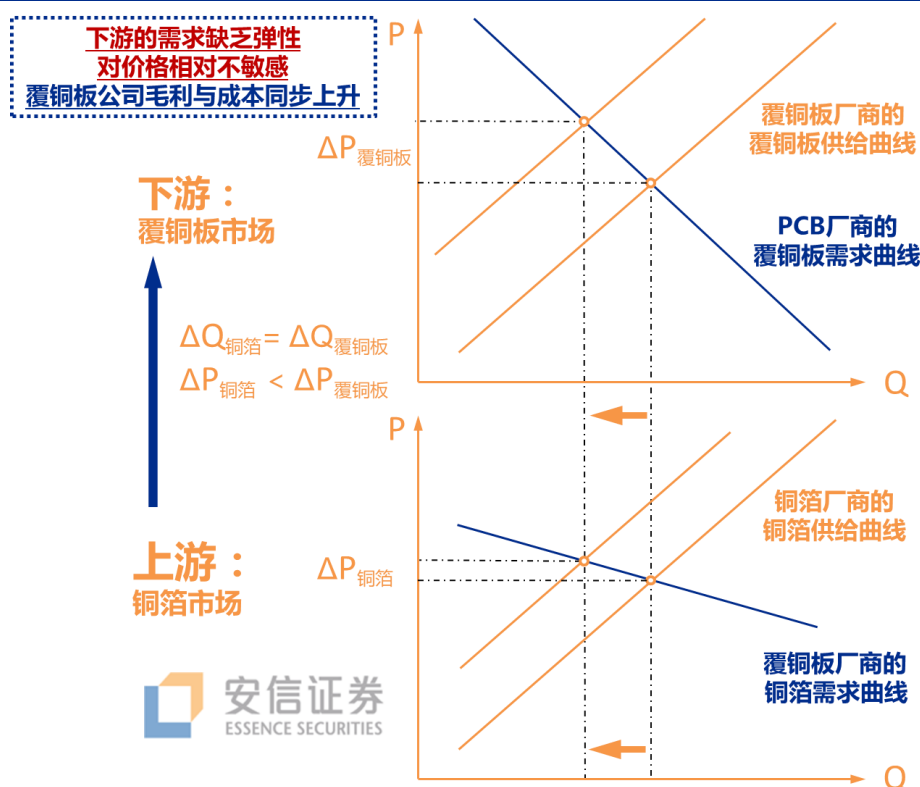 下游的需求缺乏弹性
对价格相对不敏感
覆铜板公司毛利与成本同步上升
P
ΔP覆铜板
覆铜板厂商的
覆铜板供给曲线
下游：
覆铜板市场
PCB厂商的
覆铜板需求曲线
ΔQ铜箔= ΔQ覆铜板
ΔP铜箔 < ΔP覆铜板
Q
P
铜箔厂商的
铜箔供给曲线
上游：
铜箔市场
ΔP铜箔
覆铜板厂商的
铜箔需求曲线
安信证券
ESSENCE SECURITIES
Q